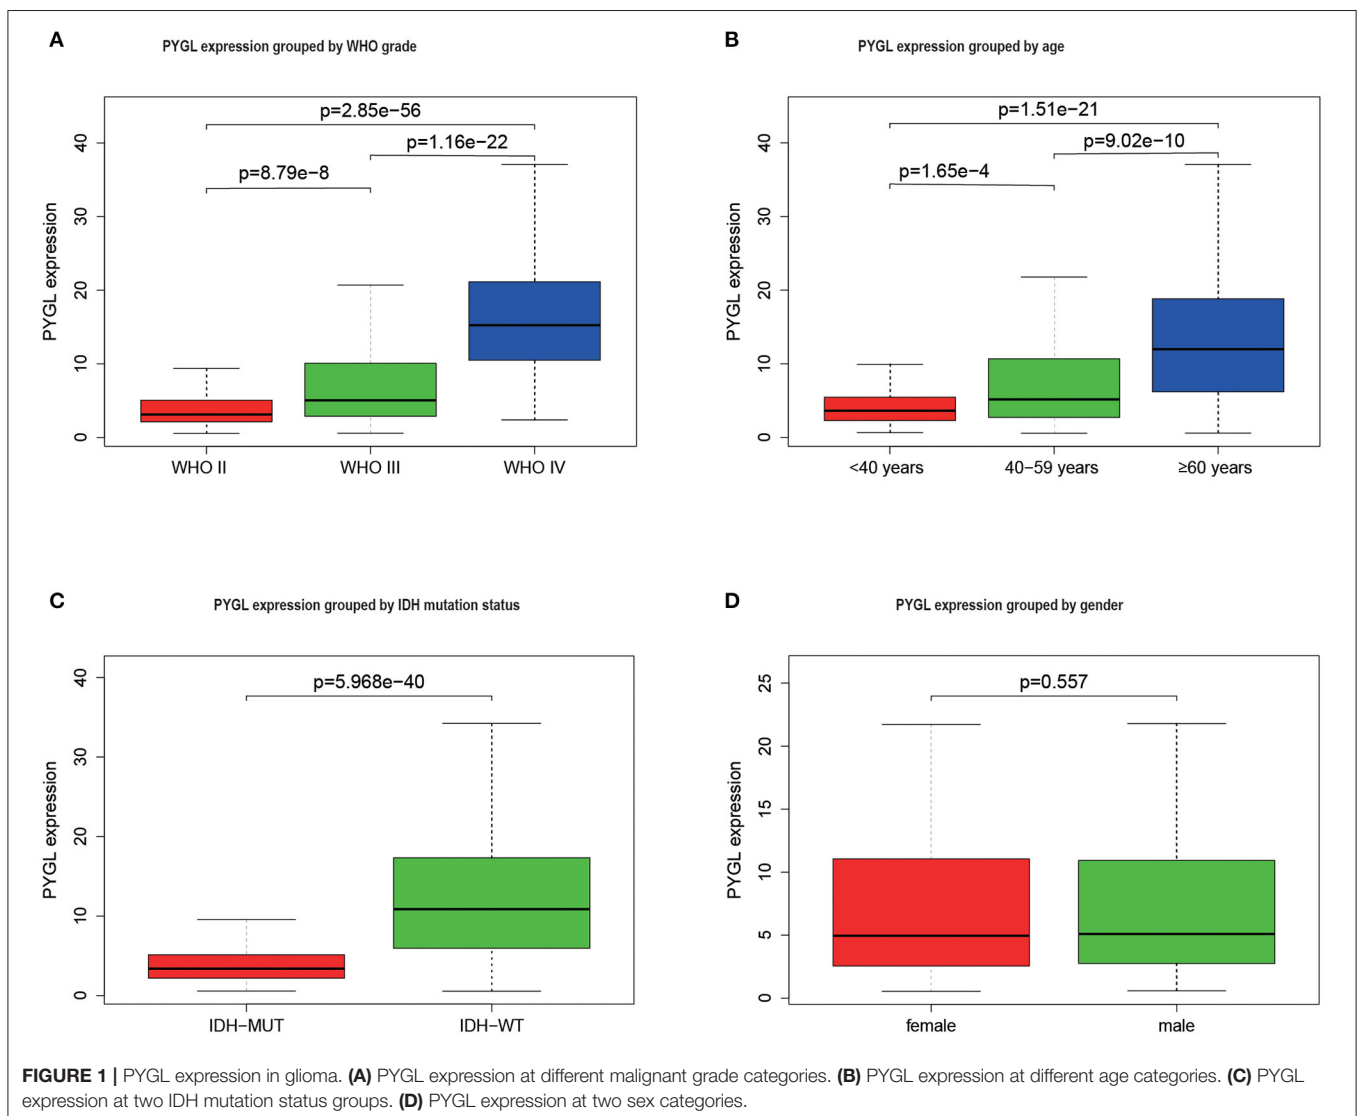 A
PYGL expression grouped by WHO grade
PYGL expression
0
10
20
30
40
p=2.85e−56
p=1.16e−22
p=8.79e−8
WHO II
WHO III
WHO IV
B
PYGL expression grouped by age
PYGL expression
0
10
20
30
40
p=1.51e−21
p=9.02e−10
p=1.65e−4
<40 years
40−59 years
≥60 years
C
PYGL expression grouped by IDH mutation status
PYGL expression
0
10
20
30
40
p=5.968e−40
IDH−MUT
IDH−WT
D
PYGL expression grouped by gender
PYGL expression
0
5
10
15
20
25
p=0.557
female
male
FIGURE 1 | PYGL expression in glioma. (A) PYGL expression at different malignant grade categories. (B) PYGL expression at different age categories. (C) PYGL
expression at two IDH mutation status groups. (D) PYGL expression at two sex categories.